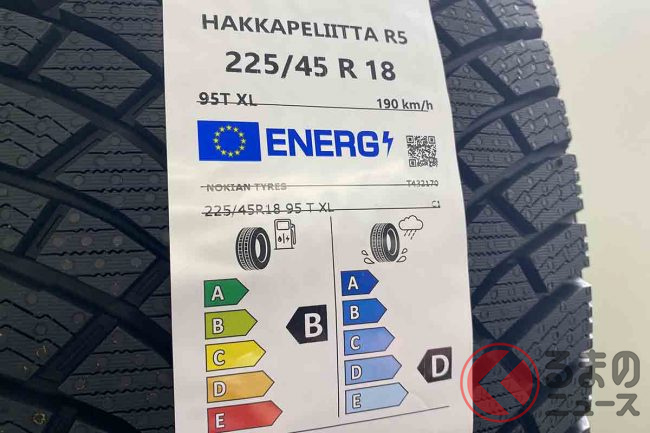 HAKKAPELIITTA R5
225/45 R 18
95T XL 190 km/h
ENERG
NOKIAN TYRES T432170
225/45R18 95 T XL C1
A
B
C
D
E
B
A
B
C
D
E
D
くるまのニュース